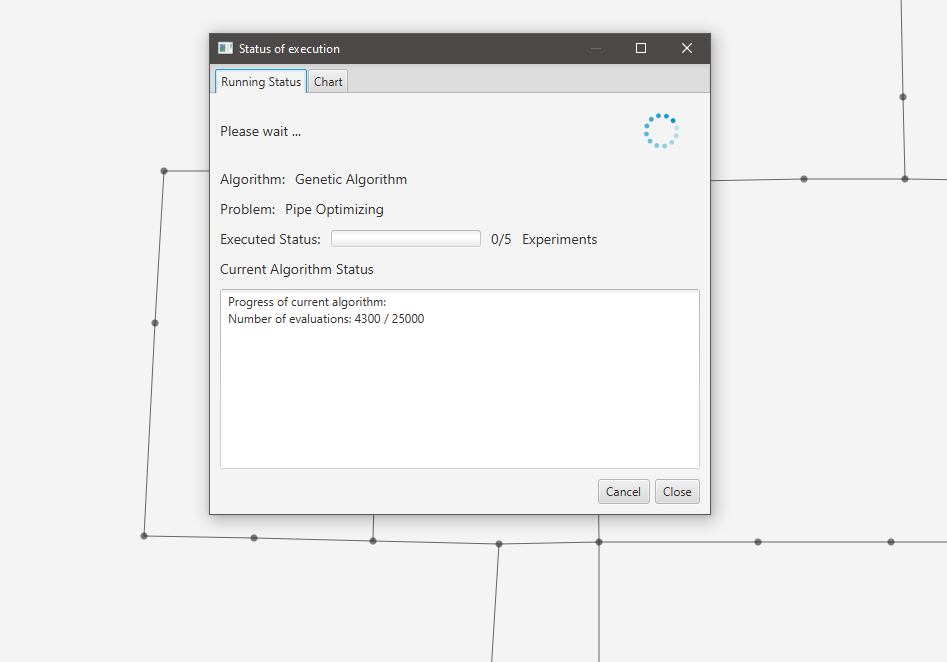 Status of execution
Running Status Chart
Please wait ...
Algorithm: Genetic Algorithm
Problem: Pipe Optimizing
Executed Status: 0/5 Experiments
Current Algorithm Status
Progress of current algorithm:
Number of evaluations: 4300 / 25000
Cancel Close